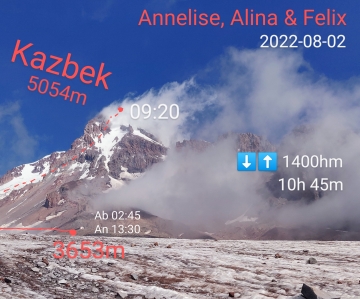 Annelise, Alina & Felix
2022-08-02
Kazbek
5054m
09:20
1400hm
10h 45m
Ab 02:45
An 13:30
3653m